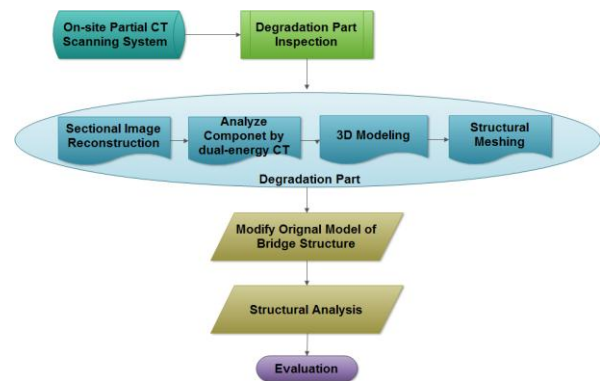 On-site Partial CT
Scanning System
Degradation Part
Inspection
Sectional Image
Reconstruction
Analyze
Componet by
dual-energy CT
3D Modeling
Structural
Meshing
Degradation Part
Modify Orignal Model of
Bridge Structure
Structural Analysis
Evaluation